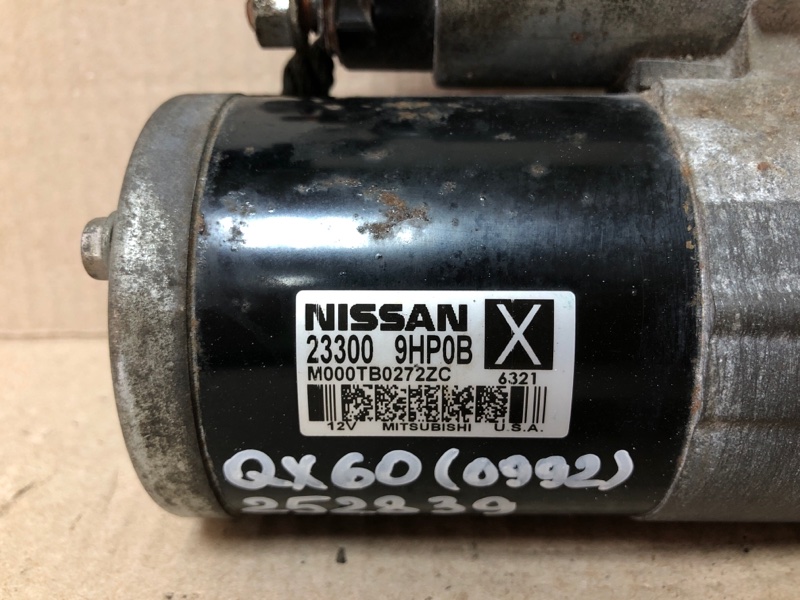 NISSAN X
23300 9HP0B
M000TB0272ZC 6321
12V MITSUBISHI U.S.A.
QX60 (0992)
252839